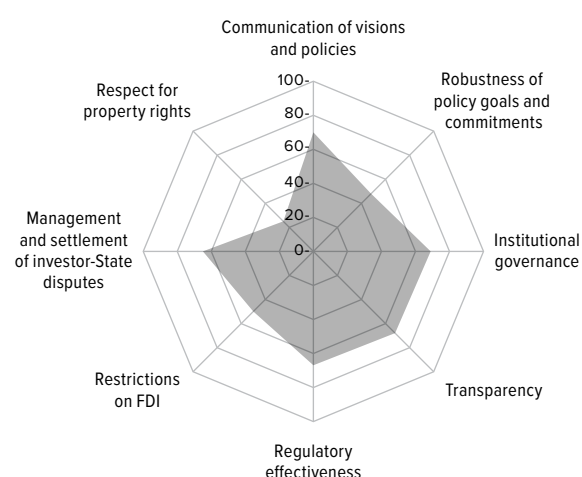 Communication of visions
and policies
Robustness of
policy goals and
commitments
Institutional
governance
Transparency
Regulatory
effectiveness
Restrictions
on FDI
Management
and settlement
of investor-State
disputes
Respect for
property rights
100-
80-
60-
40-
20-
0-